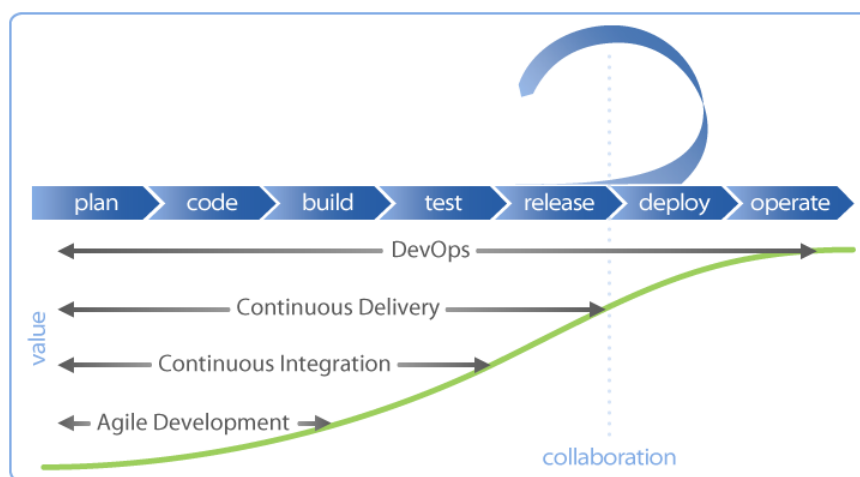 plan code build test release deploy operate
DevOps
Continuous Delivery
value
Continuous Integration
Agile Development
collaboration